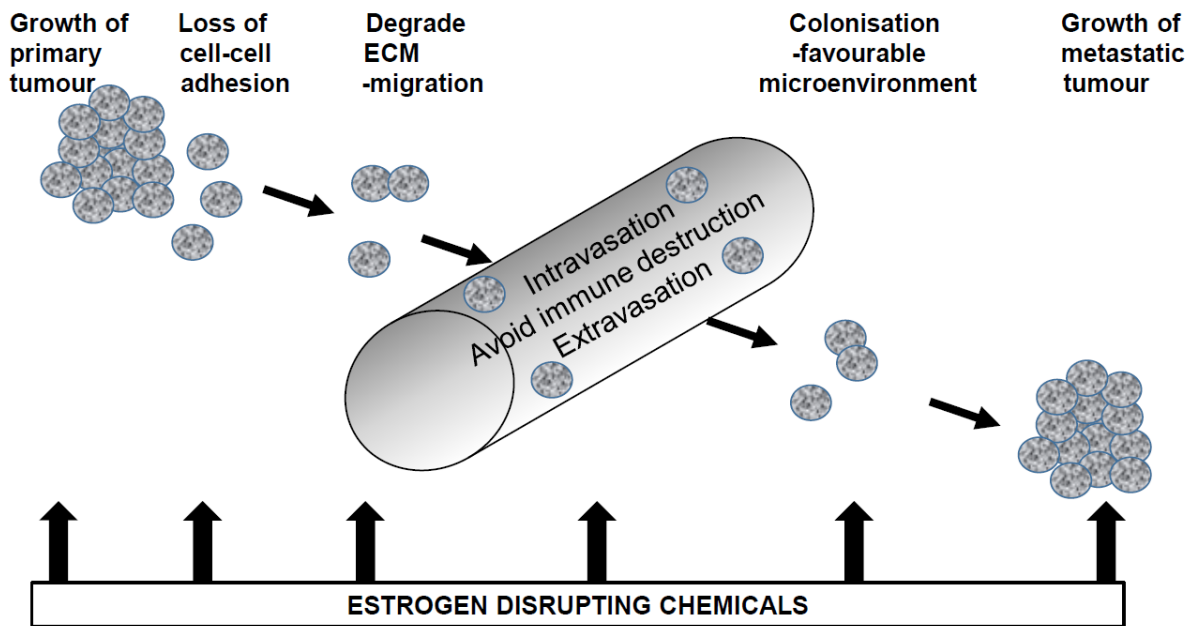 Growth of
primary
tumour
Loss of
cell-cell
adhesion
Degrade
ECM
-migration
Colonisation
-favourable
microenvironment
Growth of
metastatic
tumour
Intravasation
Avoid immune destruction
Extravasation
ESTROGEN DISRUPTING CHEMICALS